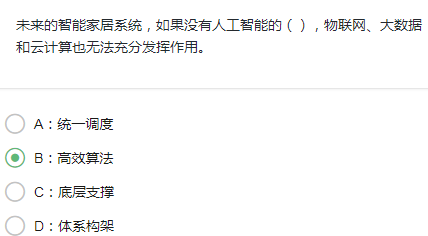 未来的智能家居系统，如果没有人工智能的（ ），物联网、大数据
和云计算也无法充分发挥作用。
A：统一调度
B：高效算法
C：底层支撑
D：体系构架